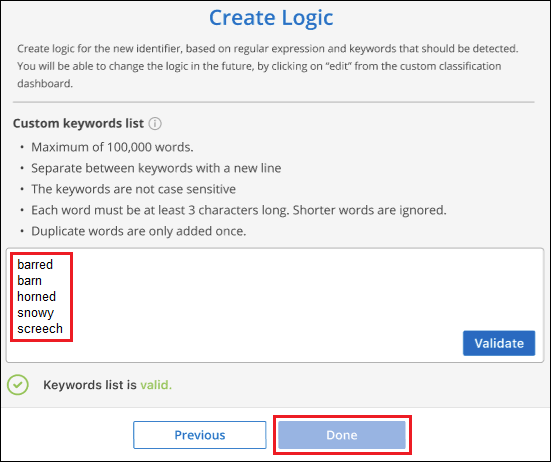 Create Logic
Create logic for the new identifier, based on regular expression and keywords that should be detected.
You will be able to change the logic in the future, by clicking on “edit” from the custom classification
dashboard.
Custom keywords list
• Maximum of 100,000 words.
• Separate between keywords with a new line
• The keywords are not case sensitive
• Each word must be at least 3 characters long. Shorter words are ignored.
• Duplicate words are only added once.
barred
barn
horned
snowy
screech
Validate
Keywords list is valid.
Previous
Done